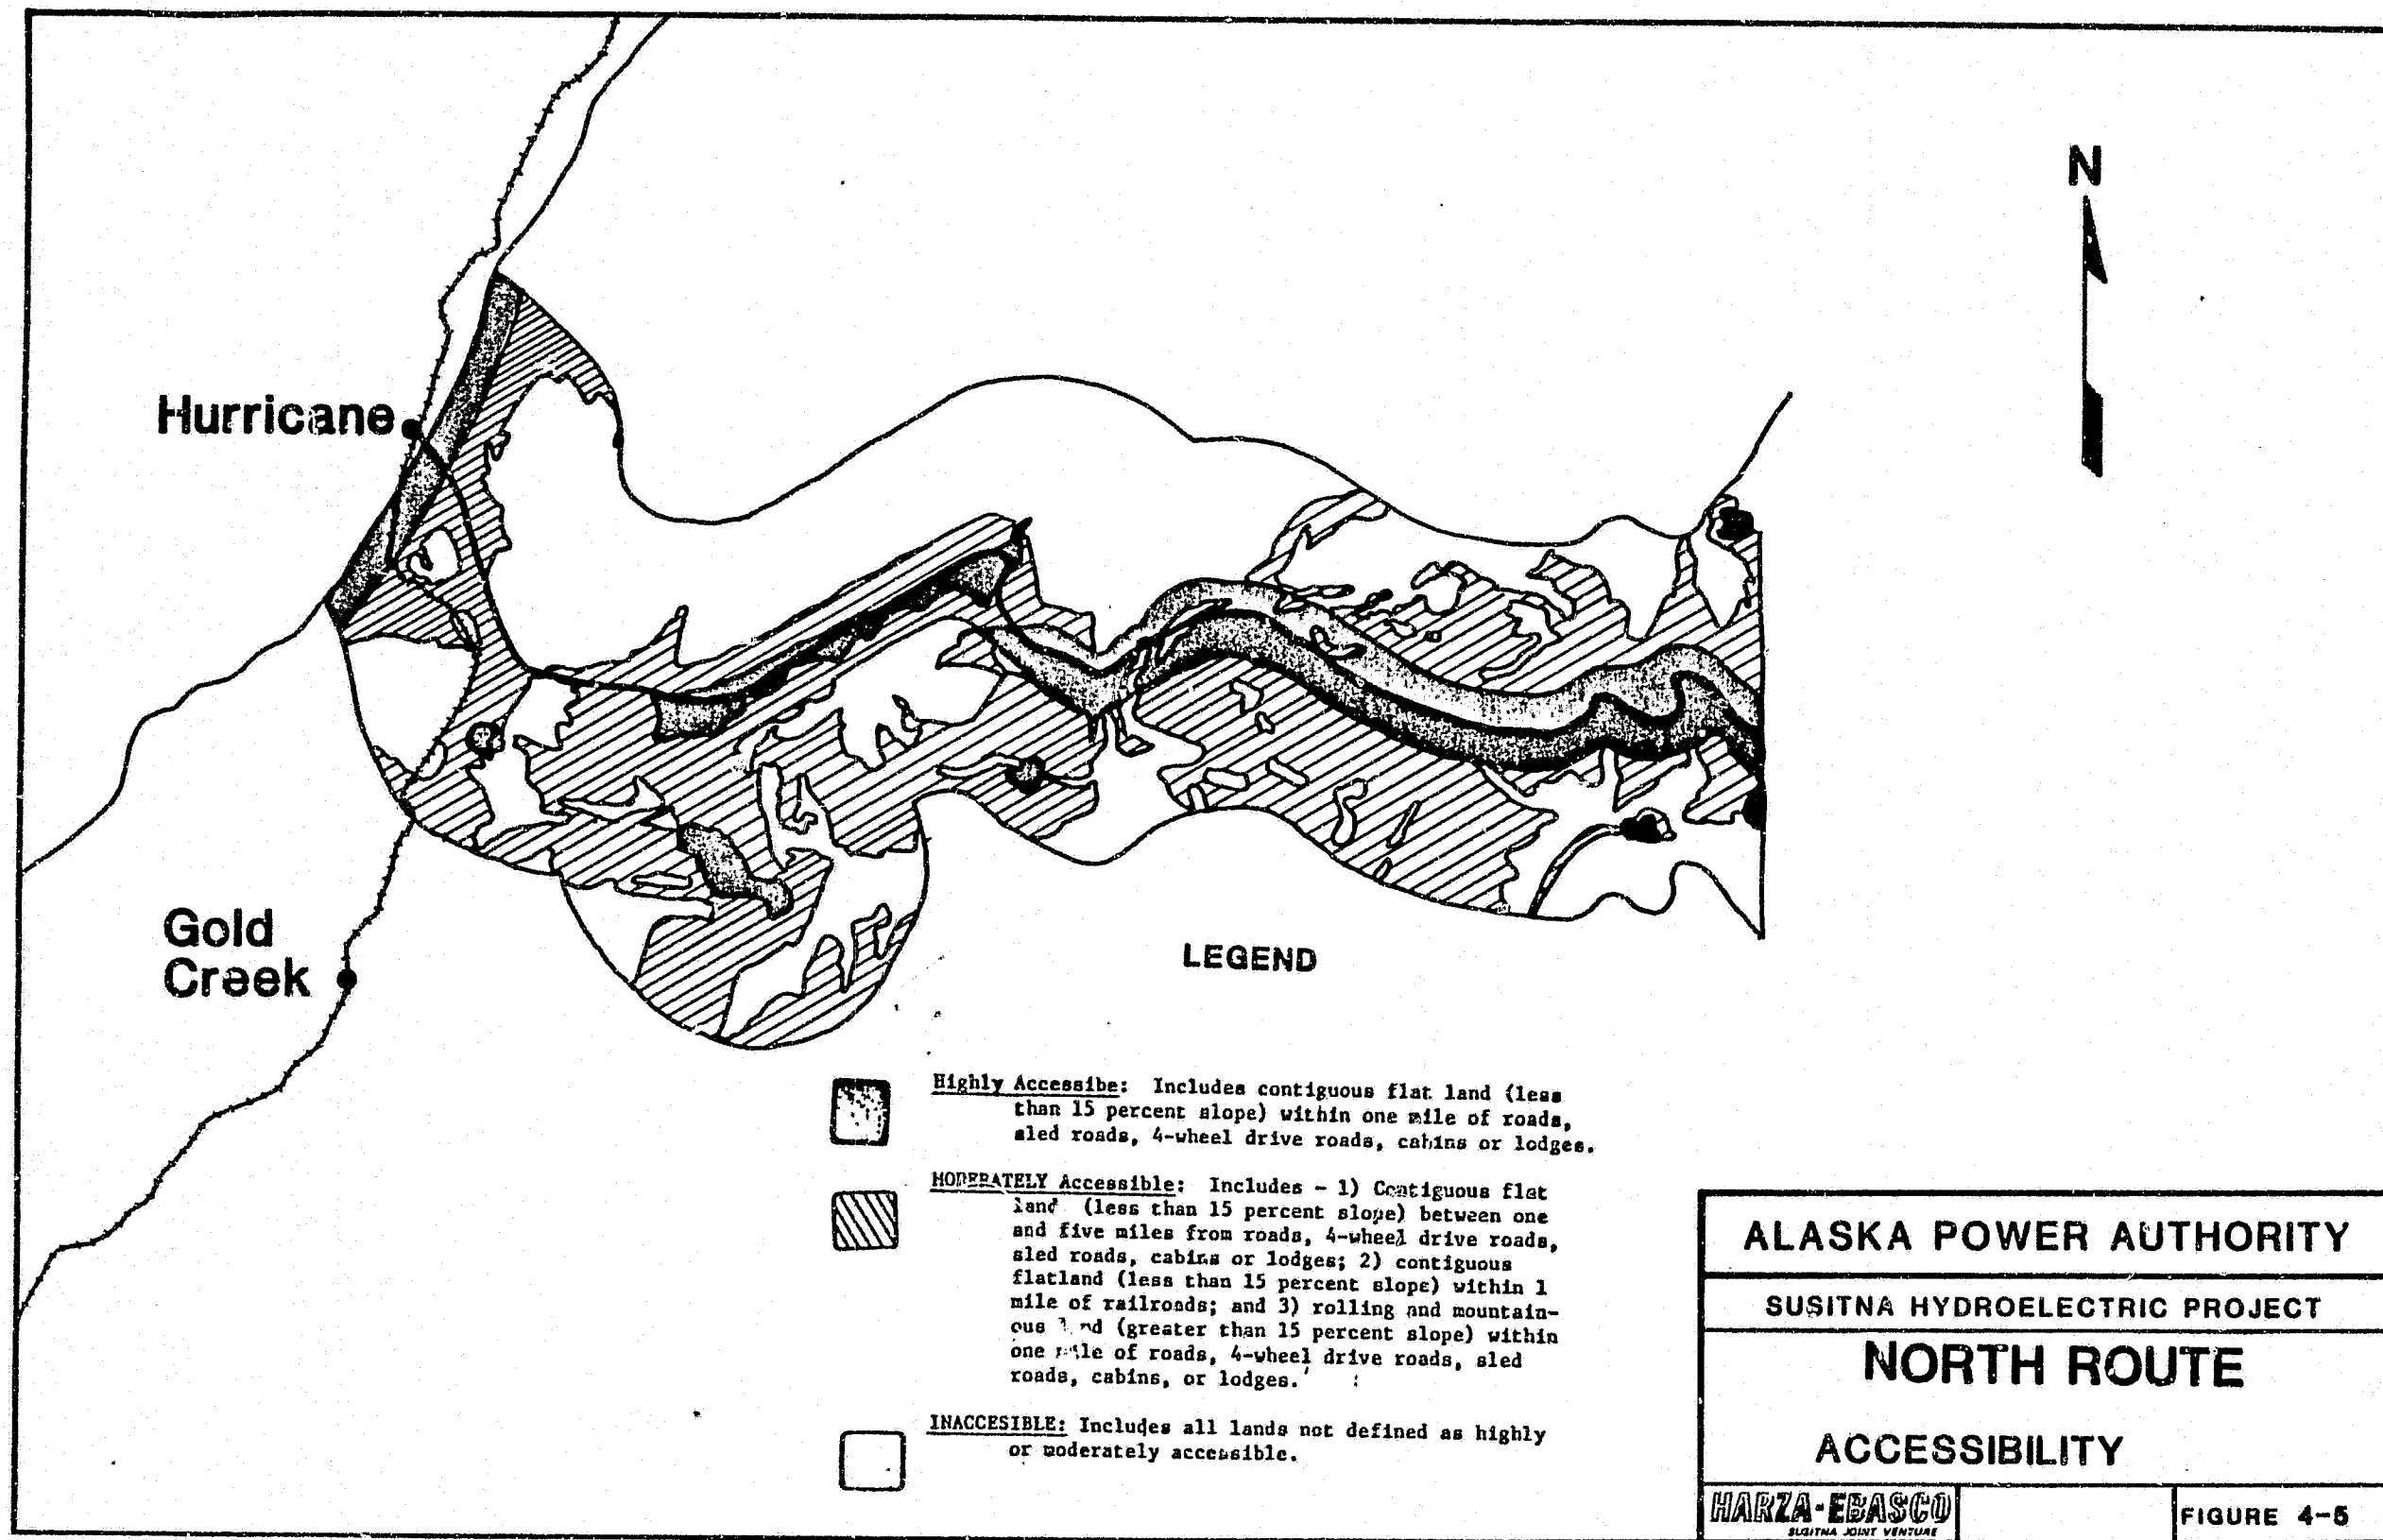 N
Hurricane
Gold
Creek
LEGEND
Highly Accessibe: Includes contiguous flat land (less
than 15 percent slope) within one mile of roads,
sled roads, 4-wheel drive roads, cabins or lodges.
MODERATELY Accessible: Includes - 1) Contiguous flat
land (less than 15 percent slope) between one
and five miles from roads, 4-wheel drive roads,
sled roads, cabins or lodges; 2) contiguous
flatland (less than 15 percent slope) within 1
mile of railroads; and 3) rolling and mountain-
ous land (greater than 15 percent slope) within
one mile of roads, 4-wheel drive roads, sled
roads, cabins, or lodges.
INACCESIBLE: Includes all lands not defined as highly
or moderately accessible.
ALASKA POWER AUTHORITY
SUSITNA HYDROELECTRIC PROJECT
NORTH ROUTE
ACCESSIBILITY
HARZA-EBASCO
SUSITNA JOINT VENTURE
FIGURE 4-5